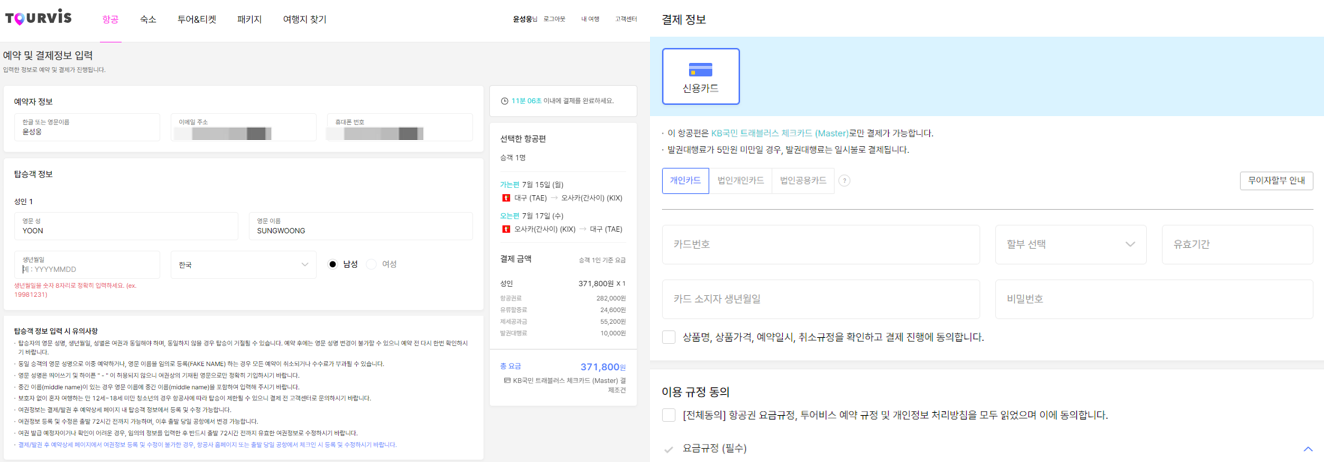 TOURVIS
항공 숙소 투어&티켓 패키지 여행지 찾기
윤성웅님 로그아웃 내 여행 고객센터
예약 및 결제정보 입력
입력한 정보로 예약 및 결제가 진행됩니다.
예약자 정보
한글 또는 영문이름
윤성웅
이메일 주소
휴대폰 번호
탑승객 정보
성인 1
영문 성
YOON
영문 이름
SUNGWOONG
생년월일
예 : YYYYMMDD
한국
남성 여성
생년월일을 숫자 8자리로 정확히 입력하세요. (ex.
19981231)
탑승객 정보 입력 시 유의사항
· 탑승자의 영문 성명, 생년월일, 성별은 여권과 동일해야 하며, 동일하지 않을 경우 탑승이 거절될 수 있습니다. 예약 후에는 영문 성명 변경이 불가할 수 있으니 예약 전 다시 한번 확인하시
기 바랍니다.
· 동일 승객의 영문 성명으로 이중 예약하거나, 영문 이름을 임의로 등록(FAKE NAME) 하는 경우 모든 예약이 취소되거나 수수료가 부과될 수 있습니다.
· 영문 성명은 띄어쓰기 및 하이픈 " - " 이 허용되지 않으니 여권상의 기재된 영문으로만 정확히 기입하시기 바랍니다.
· 중간 이름(middle name)이 있는 경우 영문 이름에 중간 이름(middle name)을 포함하여 입력해 주시기 바랍니다.
· 보호자 없이 혼자 여행하는 만 12세~18세 미만 청소년의 경우 항공사에 따라 탑승이 제한될 수 있으니 결제 전 고객센터로 문의하시기 바랍니다.
· 여권정보는 결제/발권 후 예약상세 페이지 내 탑승객 정보에서 등록 및 수정 가능합니다.
· 여권정보 등록 및 수정은 출발 72시간 전까지 가능하며, 이후 출발 당일 공항에서 변경 가능합니다.
· 여권 발급 예정자이거나 확인이 어려운 경우, 임의의 정보를 입력한 후 반드시 출발 72시간 전까지 유효한 여권정보로 수정하시기 바랍니다.
· 결제/발권 후 예약상세 페이지에서 여권정보 등록 및 수정이 불가한 경우, 항공사 홈페이지 또는 출발 당일 공항에서 체크인 시 등록 및 수정하시기 바랍니다.
11분 06초 이내에 결제를 완료하세요.
선택한 항공편
승객 1명
가는편 7월 15일 (월)
대구 (TAE) → 오사카(간사이) (KIX)
오는편 7월 17일 (수)
오사카(간사이) (KIX) → 대구 (TAE)
결제 금액 승객 1인 기준 요금
성인 371,800원 X 1
항공권료 282,000원
유류할증료 24,600원
제세공과금 55,200원
발권대행료 10,000원
총 요금 371,800원
KB국민 트래블러스 체크카드 (Master) 결
제조건
결제 정보
신용카드
· 이 항공편은 KB국민 트래블러스 체크카드 (Master)로만 결제가 가능합니다.
· 발권대행료가 5만원 미만일 경우, 발권대행료는 일시불로 결제됩니다.
개인카드 법인개인카드 법인공용카드 ?
무이자할부 안내
카드번호 할부 선택 유효기간
카드 소지자 생년월일 비밀번호
상품명, 상품가격, 예약일시, 취소규정을 확인하고 결제 진행에 동의합니다.
이용 규정 동의
[전체동의] 항공권 요금규정, 투어비스 예약 규정 및 개인정보 처리방침을 모두 읽었으며 이에 동의합니다.
요금규정 (필수)